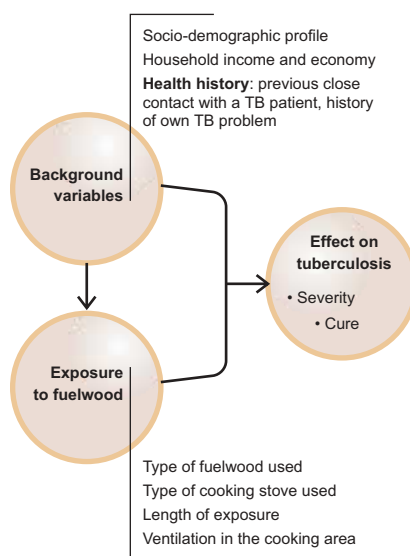 Socio-demographic profile
Household income and economy
Health history: previous close
contact with a TB patient, history
of own TB problem
Background
variables
Effect on
tuberculosis
• Severity
• Cure
Exposure
to fuelwood
Type of fuelwood used
Type of cooking stove used
Length of exposure
Ventilation in the cooking area